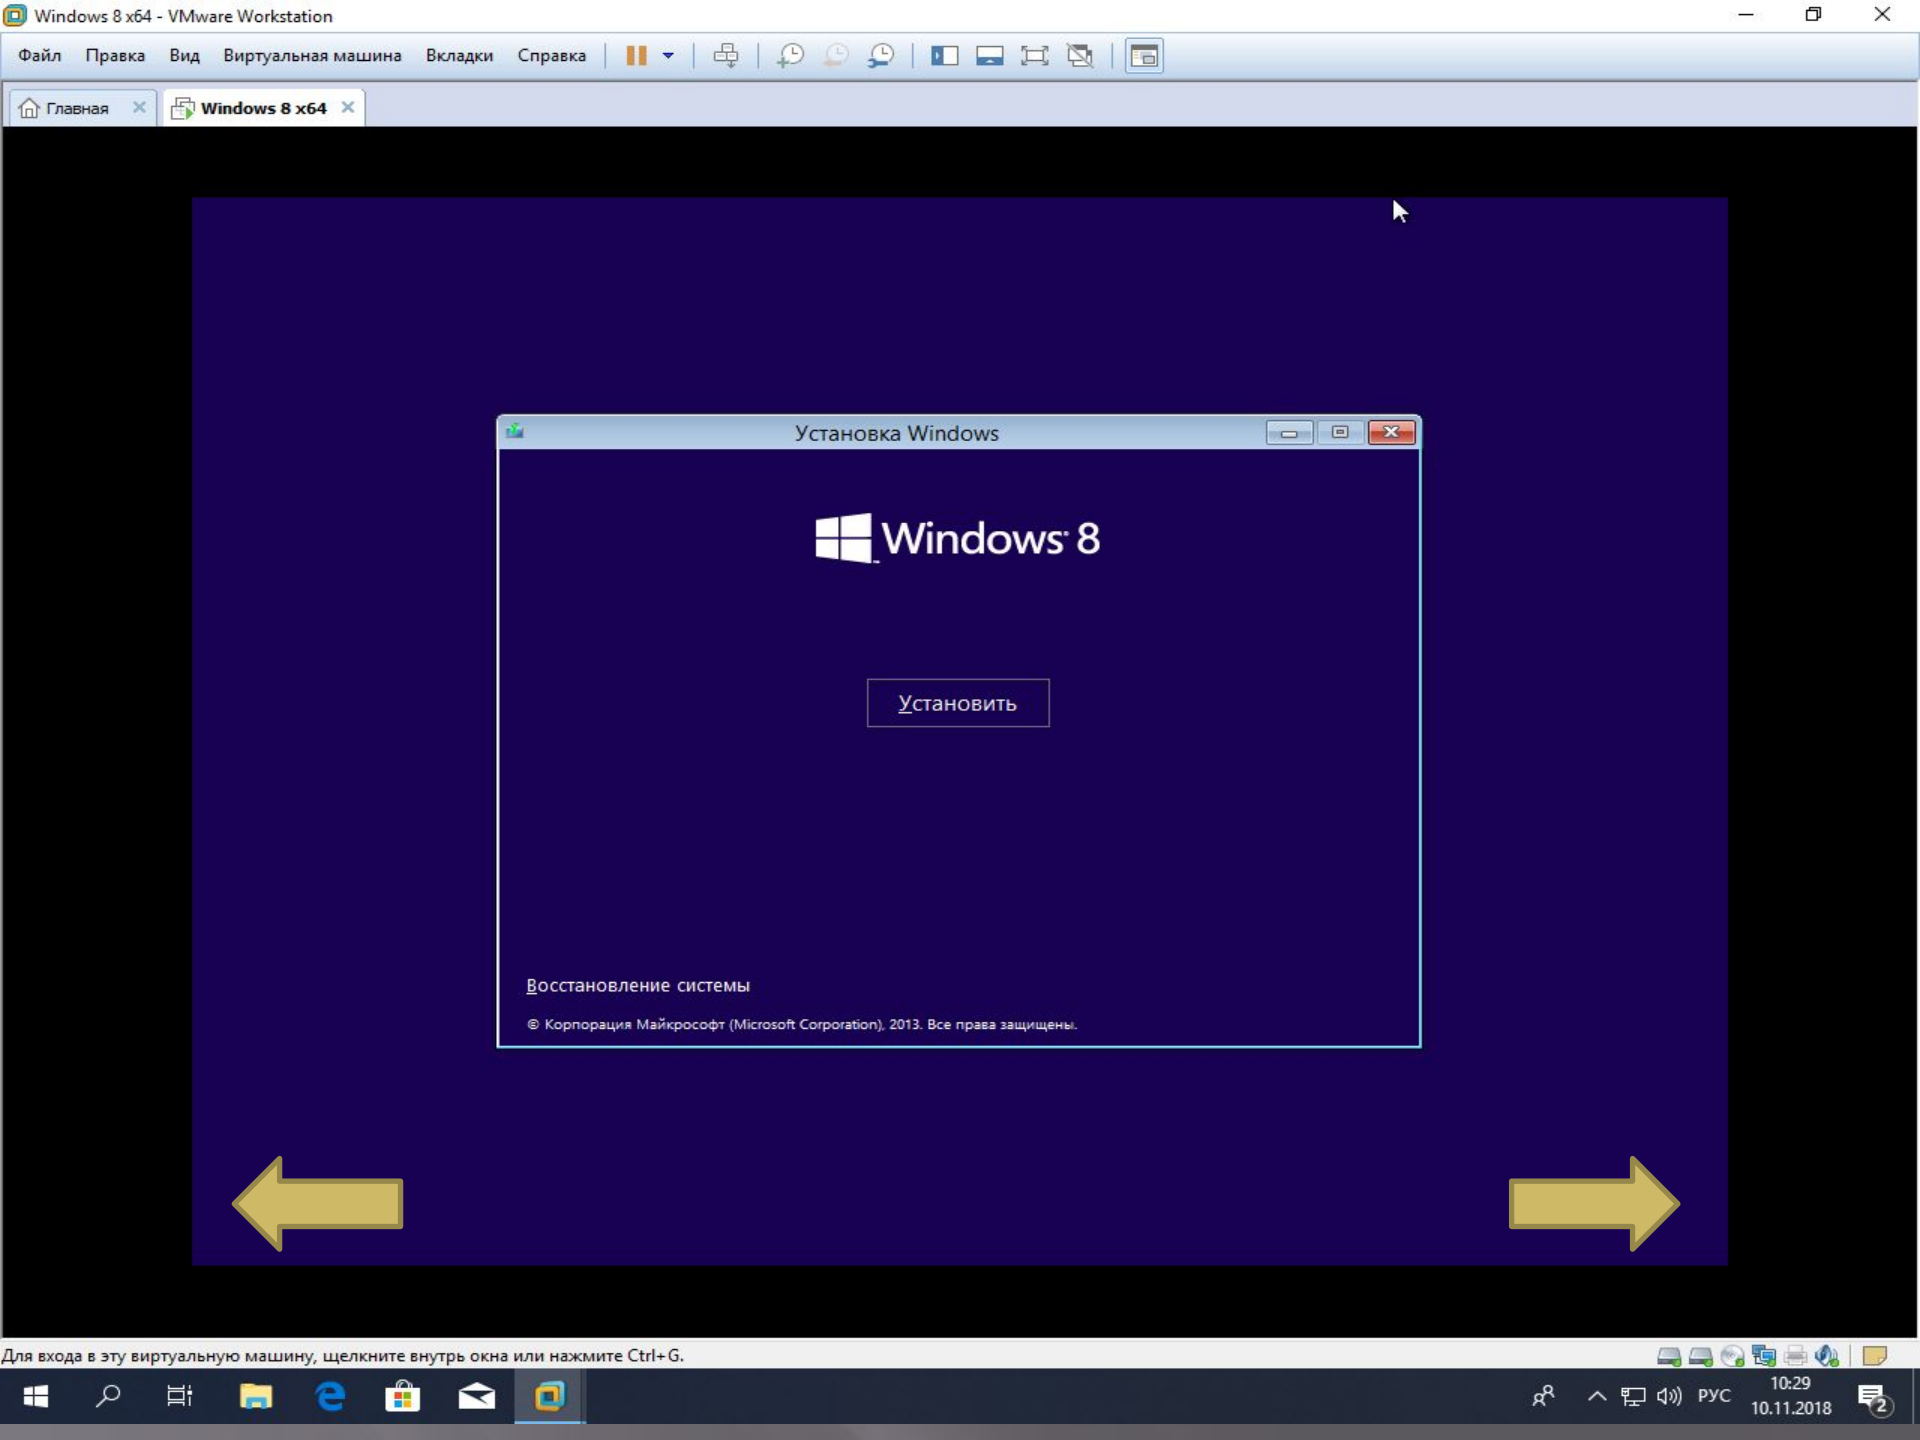 Windows 8 x64 - VMware Workstation
Файл Правка Вид Виртуальная машина Вкладки Справка
Главная Windows 8 x64
Установка Windows
Windows 8
Установить
Восстановление системы
© Корпорация Майкрософт (Microsoft Corporation), 2013. Все права защищены.
Для входа в эту виртуальную машину, щелкните внутрь окна или нажмите Ctrl+G.
РУС
10:29
10.11.2018
2